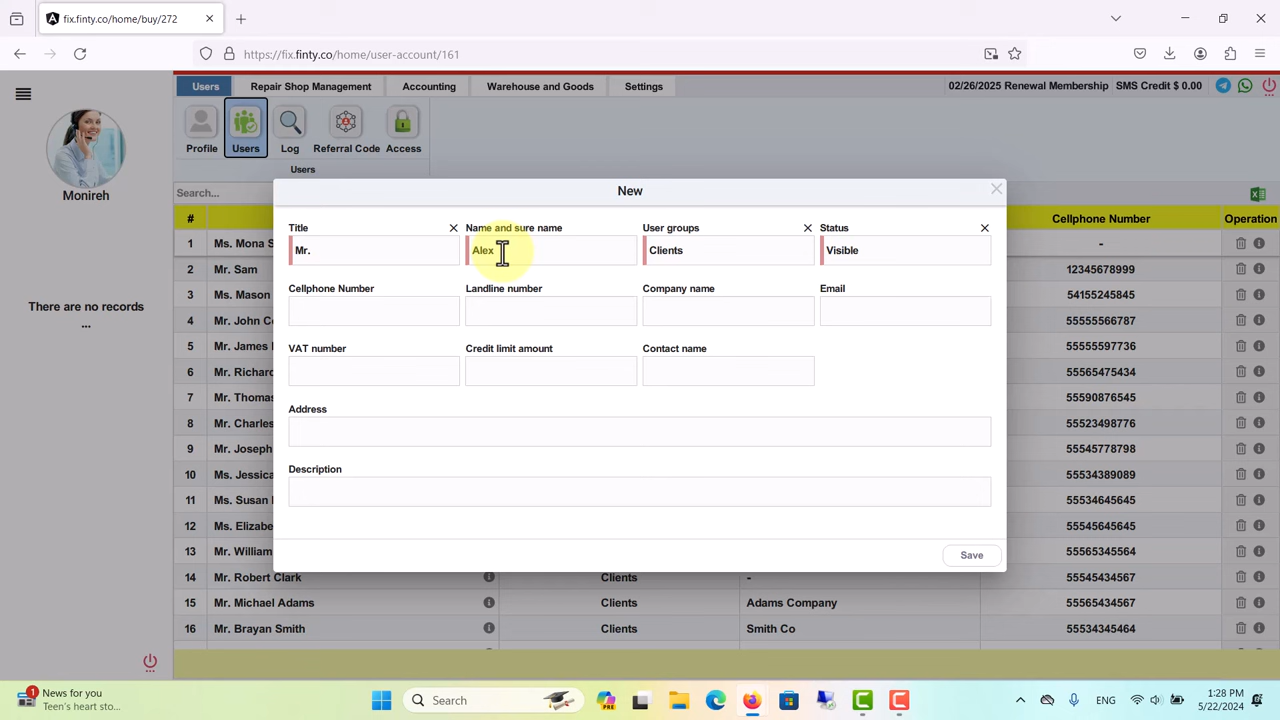 fix.finty.co/home/buy/272
https://fix.finty.co/home/user-account/161
Users
Repair Shop Management
Accounting
Warehouse and Goods
Settings
02/26/2025 Renewal Membership
SMS Credit $ 0.00
Profile
Users
Log
Referral Code
Access
Users
Monireh
There are no records
...
Search...
#
Cellphone Number
Operation
1 Ms. Mona S -
2 Mr. Sam 12345678999
3 Ms. Mason 54155245845
4 Mr. John C 55555566787
5 Mr. James 55555597736
6 Mr. Richar 55565475434
7 Mr. Thomas 55590876545
8 Mr. Charles 55523498776
9 Mr. Joseph 55545778798
10 Ms. Jessica 55534389089
11 Ms. Susan 55534645645
12 Ms. Elizabe 55545645645
13 Mr. William 55565345564
14 Mr. Robert Clark Clients - 55545434567
15 Mr. Michael Adams Clients Adams Company 55565434567
16 Mr. Brayan Smith Clients Smith Co 55534345464
New
Title
Mr.
Name and sure name
Alex
User groups
Clients
Status
Visible
Cellphone Number
Landline number
Company name
Email
VAT number
Credit limit amount
Contact name
Address
Description
Save
1
News for you
Teen's heart sto...
Search
PRE
ENG
1:28 PM
5/22/2024